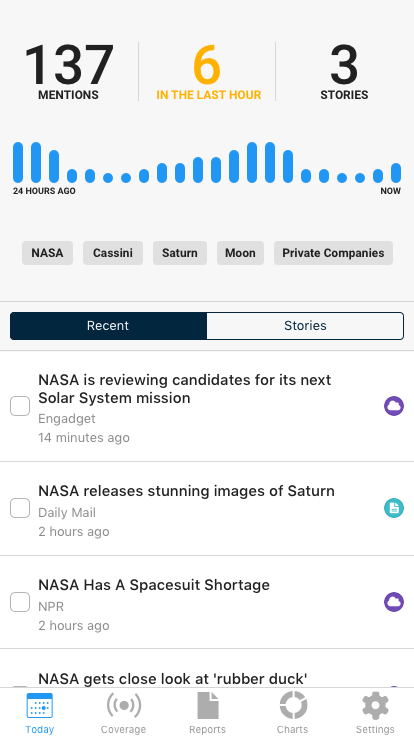 137
MENTIONS
6
IN THE LAST HOUR
3
STORIES
24 HOURS AGO
NOW
NASA
Cassini
Saturn
Moon
Private Companies
Recent
Stories
NASA is reviewing candidates for its next
Solar System mission
Engadget
14 minutes ago
NASA releases stunning images of Saturn
Daily Mail
2 hours ago
NASA Has A Spacesuit Shortage
NPR
2 hours ago
NASA gets close look at 'rubber duck'
Today
Coverage
Reports
Charts
Settings